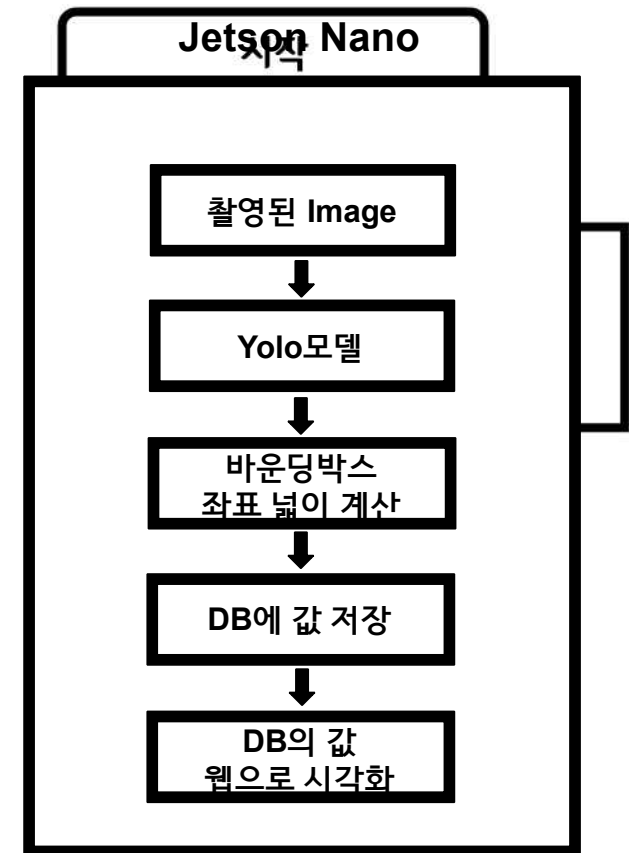 Jetson Nano
시작
촬영된 Image
Yolo모델
바운딩박스
좌표 넓이 계산
DB에 값 저장
DB의 값
웹으로 시각화